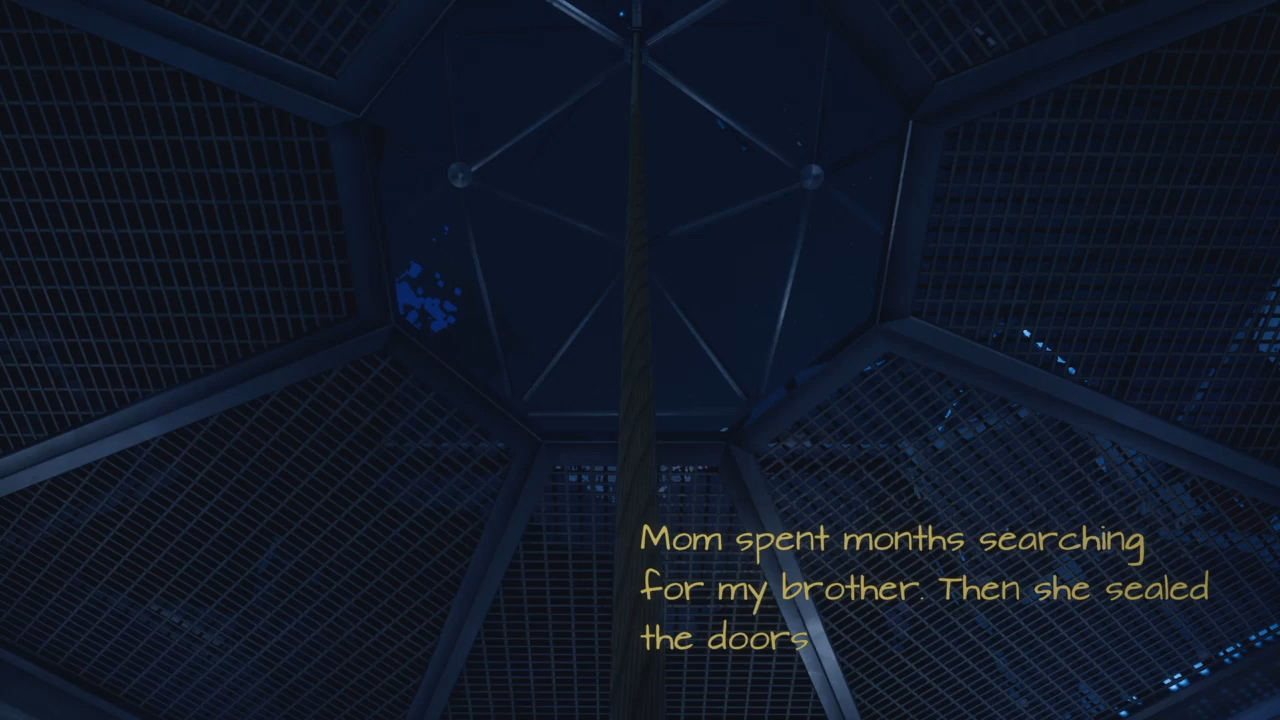 Mom spent months searching
for my brother. Then she sealed
the doors